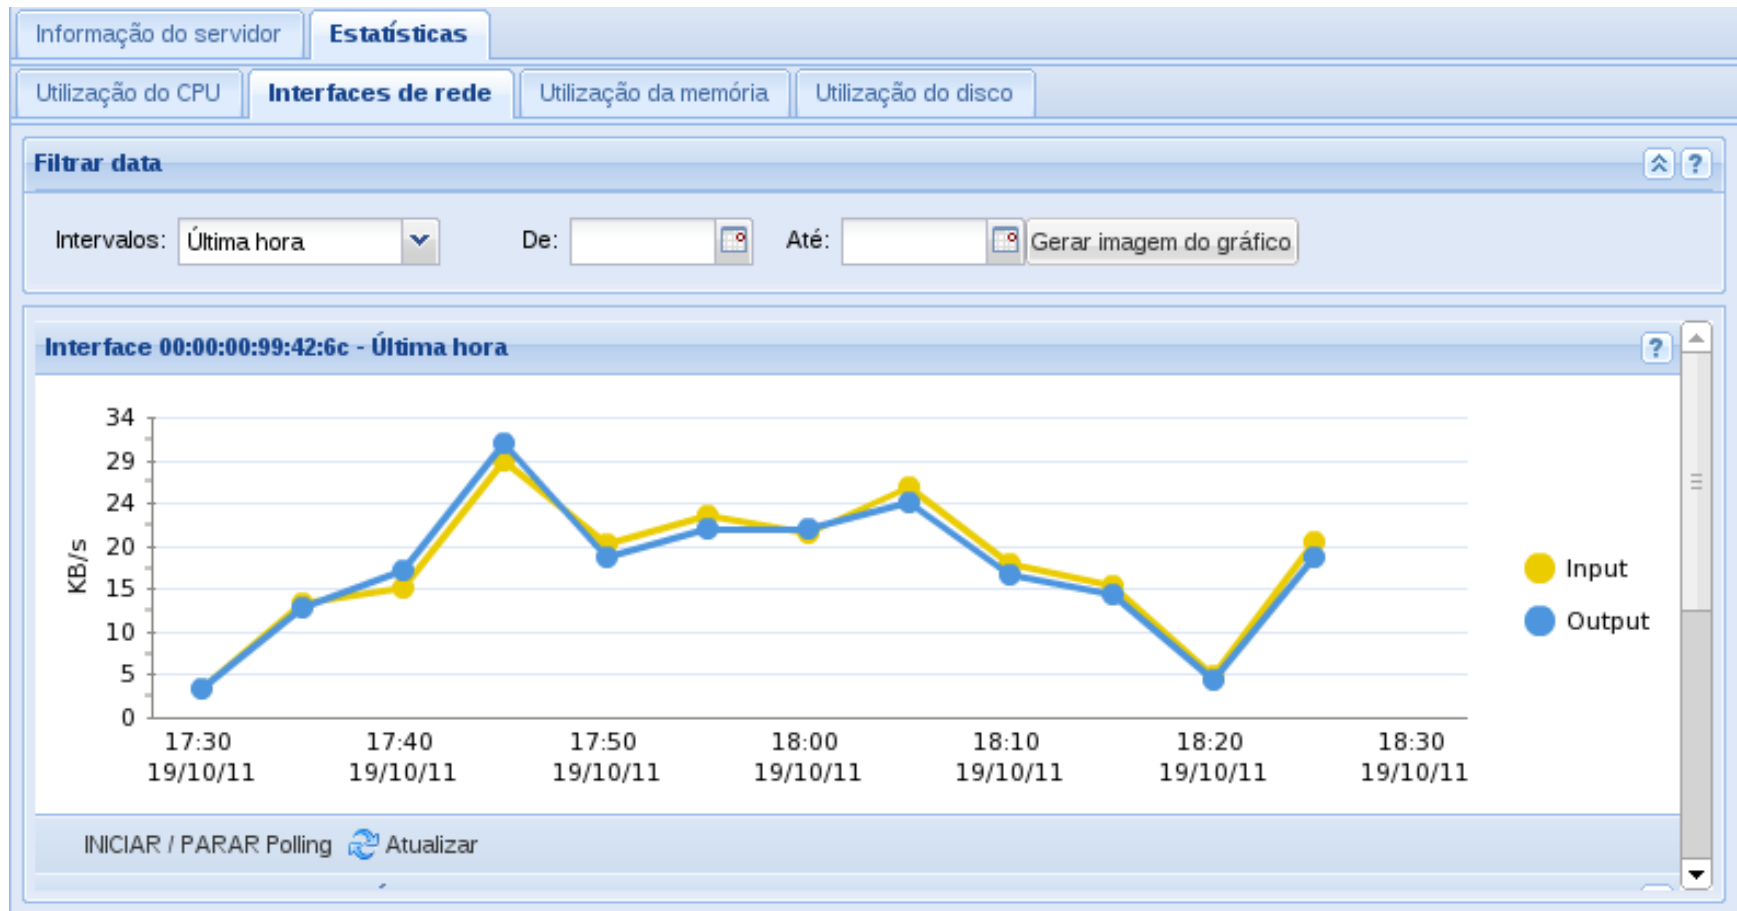 Informação do servidor Estatísticas
Utilização do CPU Interfaces de rede Utilização da memória Utilização do disco
Filtrar data
Intervalos: Última hora De: Até: Gerar imagem do gráfico
Interface 00:00:00:99:42:6c - Última hora
34
29
24
20
15
10
5
0
KB/s
Input
Output
17:30 17:40 17:50 18:00 18:10 18:20 18:30
19/10/11 19/10/11 19/10/11 19/10/11 19/10/11 19/10/11 19/10/11
INICIAR / PARAR Polling Atualizar